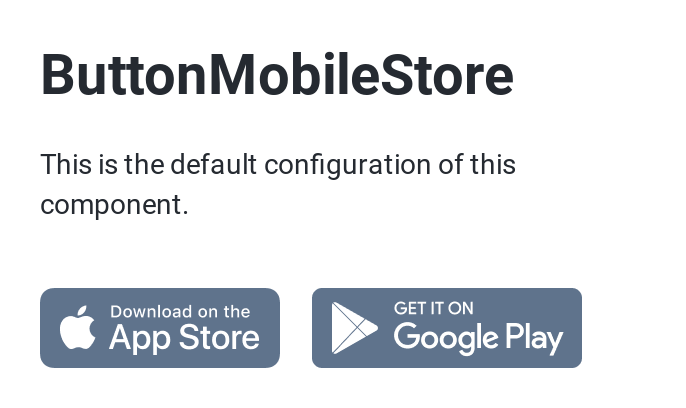 ButtonMobileStore
This is the default configuration of this
component.
Download on the
App Store
GET IT ON
Google Play